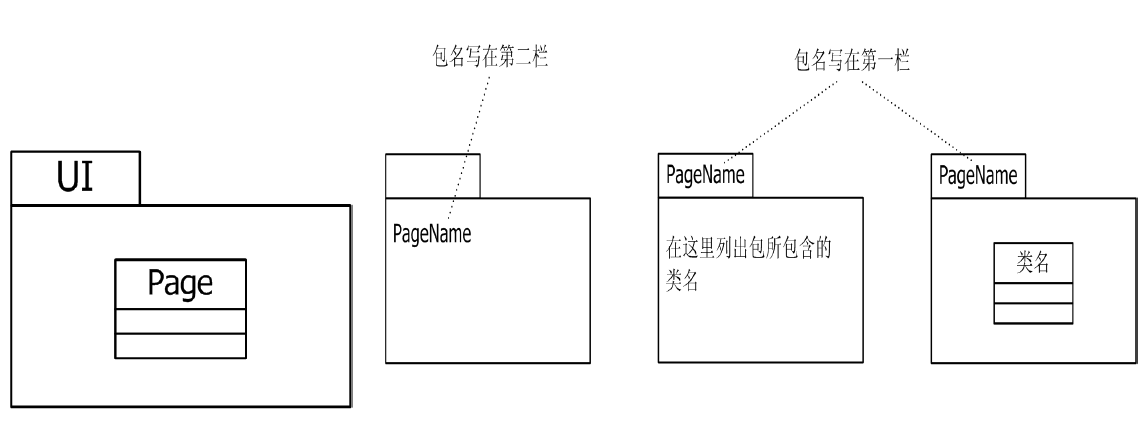 包名写在第二栏
包名写在第一栏
UI
Page
PageName
PageName
在这里列出包所包含的
类名
PageName
类名